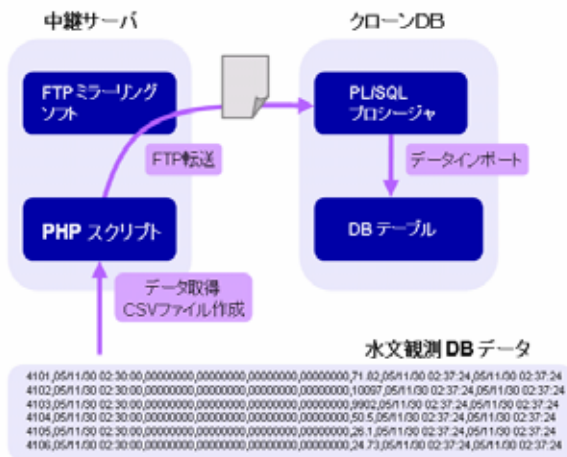 中継サーバ
クローンDB
FTPミラーリング
ソフト
PL/SQL
プロシージャ
FTP転送
データインポート
PHP スクリプト
DB テーブル
データ取得
CSVファイル作成
水文観測 DB データ
4101,05/11/30 02:30:00,00000000,00000000,00000000,00000000,71.02,05/11/30 02:37:24,05/11/30 02:37:24
4102,05/11/30 02:30:00,00000000,00000000,00000000,00000000,10097,05/11/30 02:37:24,05/11/30 02:37:24
4103,05/11/30 02:30:00,00000000,00000000,00000000,00000000,9902,05/11/30 02:37:24,05/11/30 02:37:24
4104,05/11/30 02:30:00,00000000,00000000,00000000,00000000,50.5,05/11/30 02:37:24,05/11/30 02:37:24
4105,05/11/30 02:30:00,00000000,00000000,00000000,00000000,26.1,05/11/30 02:37:24,05/11/30 02:37:24
4106,05/11/30 02:30:00,00000000,00000000,00000000,00000000,24.73,05/11/30 02:37:24,05/11/30 02:37:24